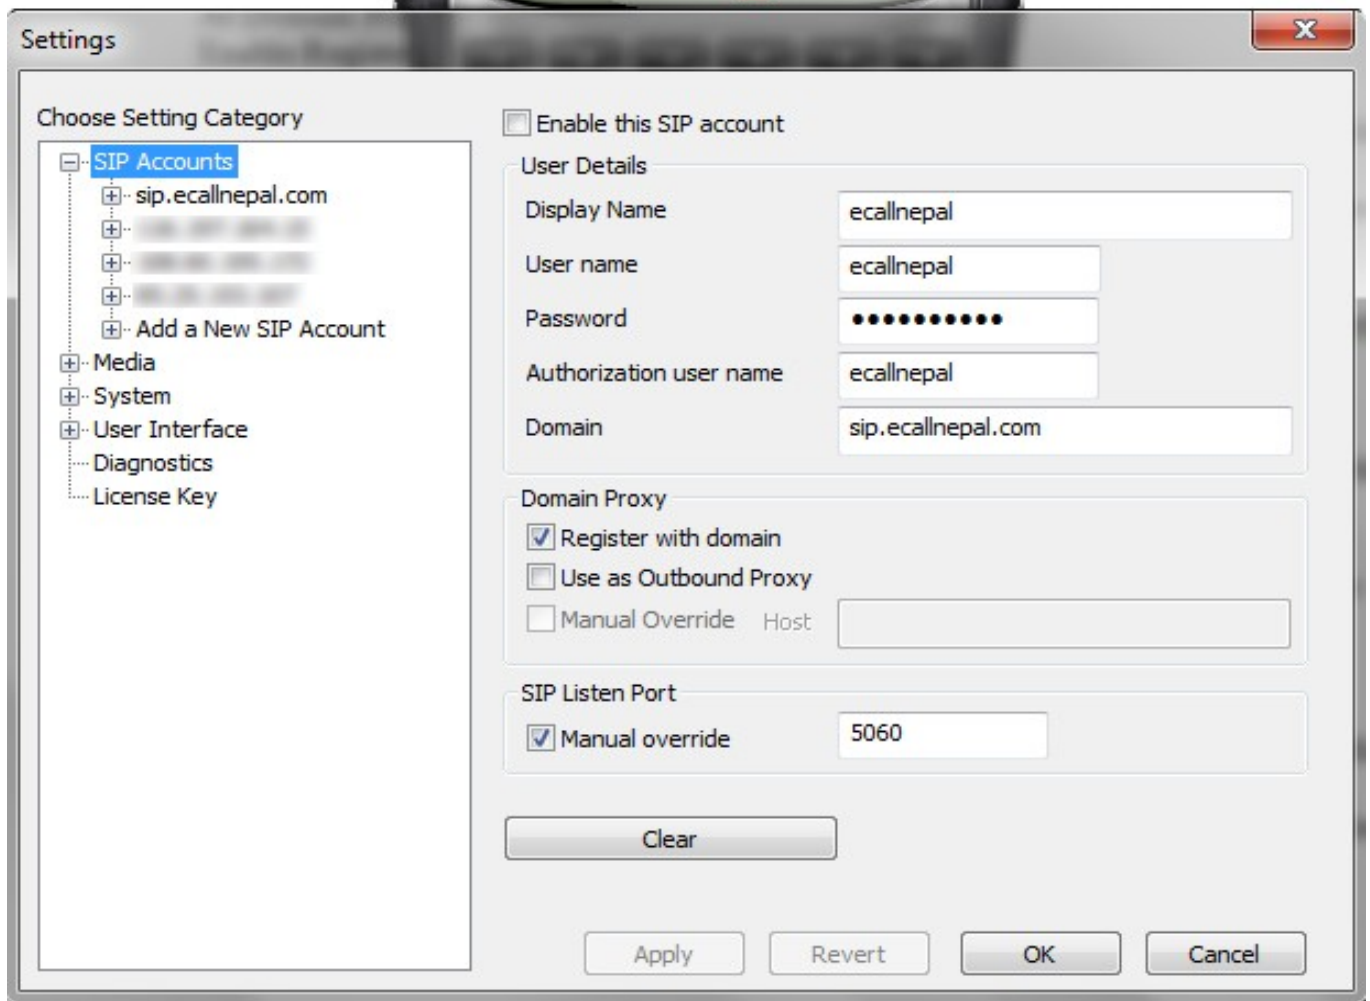 Settings
Choose Setting Category
SIP Accounts
sip.ecallnepal.com
Add a New SIP Account
Media
System
User Interface
Diagnostics
License Key
Enable this SIP account
User Details
Display Name ecallnepal
User name ecallnepal
Password ••••••••••
Authorization user name ecallnepal
Domain sip.ecallnepal.com
Domain Proxy
Register with domain
Use as Outbound Proxy
Manual Override Host
SIP Listen Port
Manual override 5060
Clear
Apply Revert OK Cancel